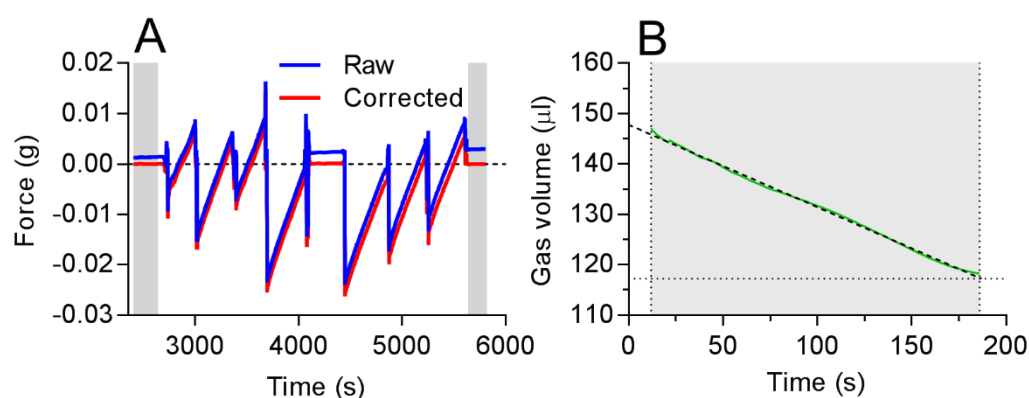 A
Raw
Corrected
Force (g)
0.02
0.01
0.00
-0.01
-0.02
-0.03
3000 4000 5000 6000
Time (s)
B
Gas volume (µl)
160
150
140
130
120
110
0 50 100 150 200
Time (s)